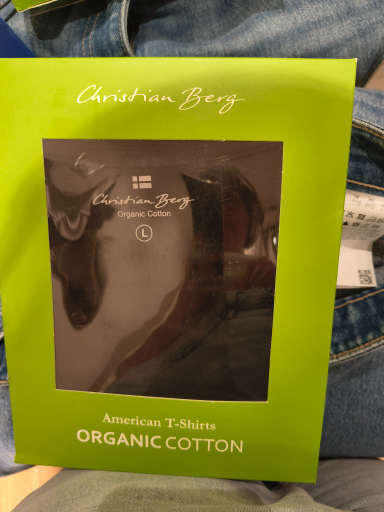 Christian Berg
Christian Berg
Organic Cotton
L
American T-Shirts
ORGANIC COTTON